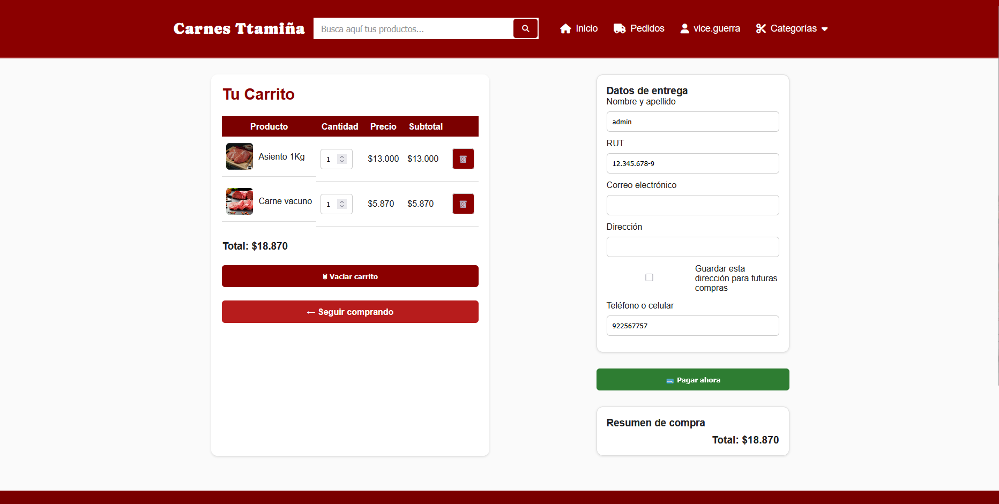 Carnes Ttamiña
Busca aquí tus productos...
Inicio
Pedidos
vice.guerra
Categorías
Tu Carrito
Producto Cantidad Precio Subtotal
Asiento 1Kg 1 $13.000 $13.000
Carne vacuno 1 $5.870 $5.870
Total: $18.870
Vaciar carrito
← Seguir comprando
Datos de entrega
Nombre y apellido
admin
RUT
12.345.678-9
Correo electrónico
Dirección
Guardar esta
dirección para futuras
compras
Teléfono o celular
922567757
Pagar ahora
Resumen de compra
Total: $18.870